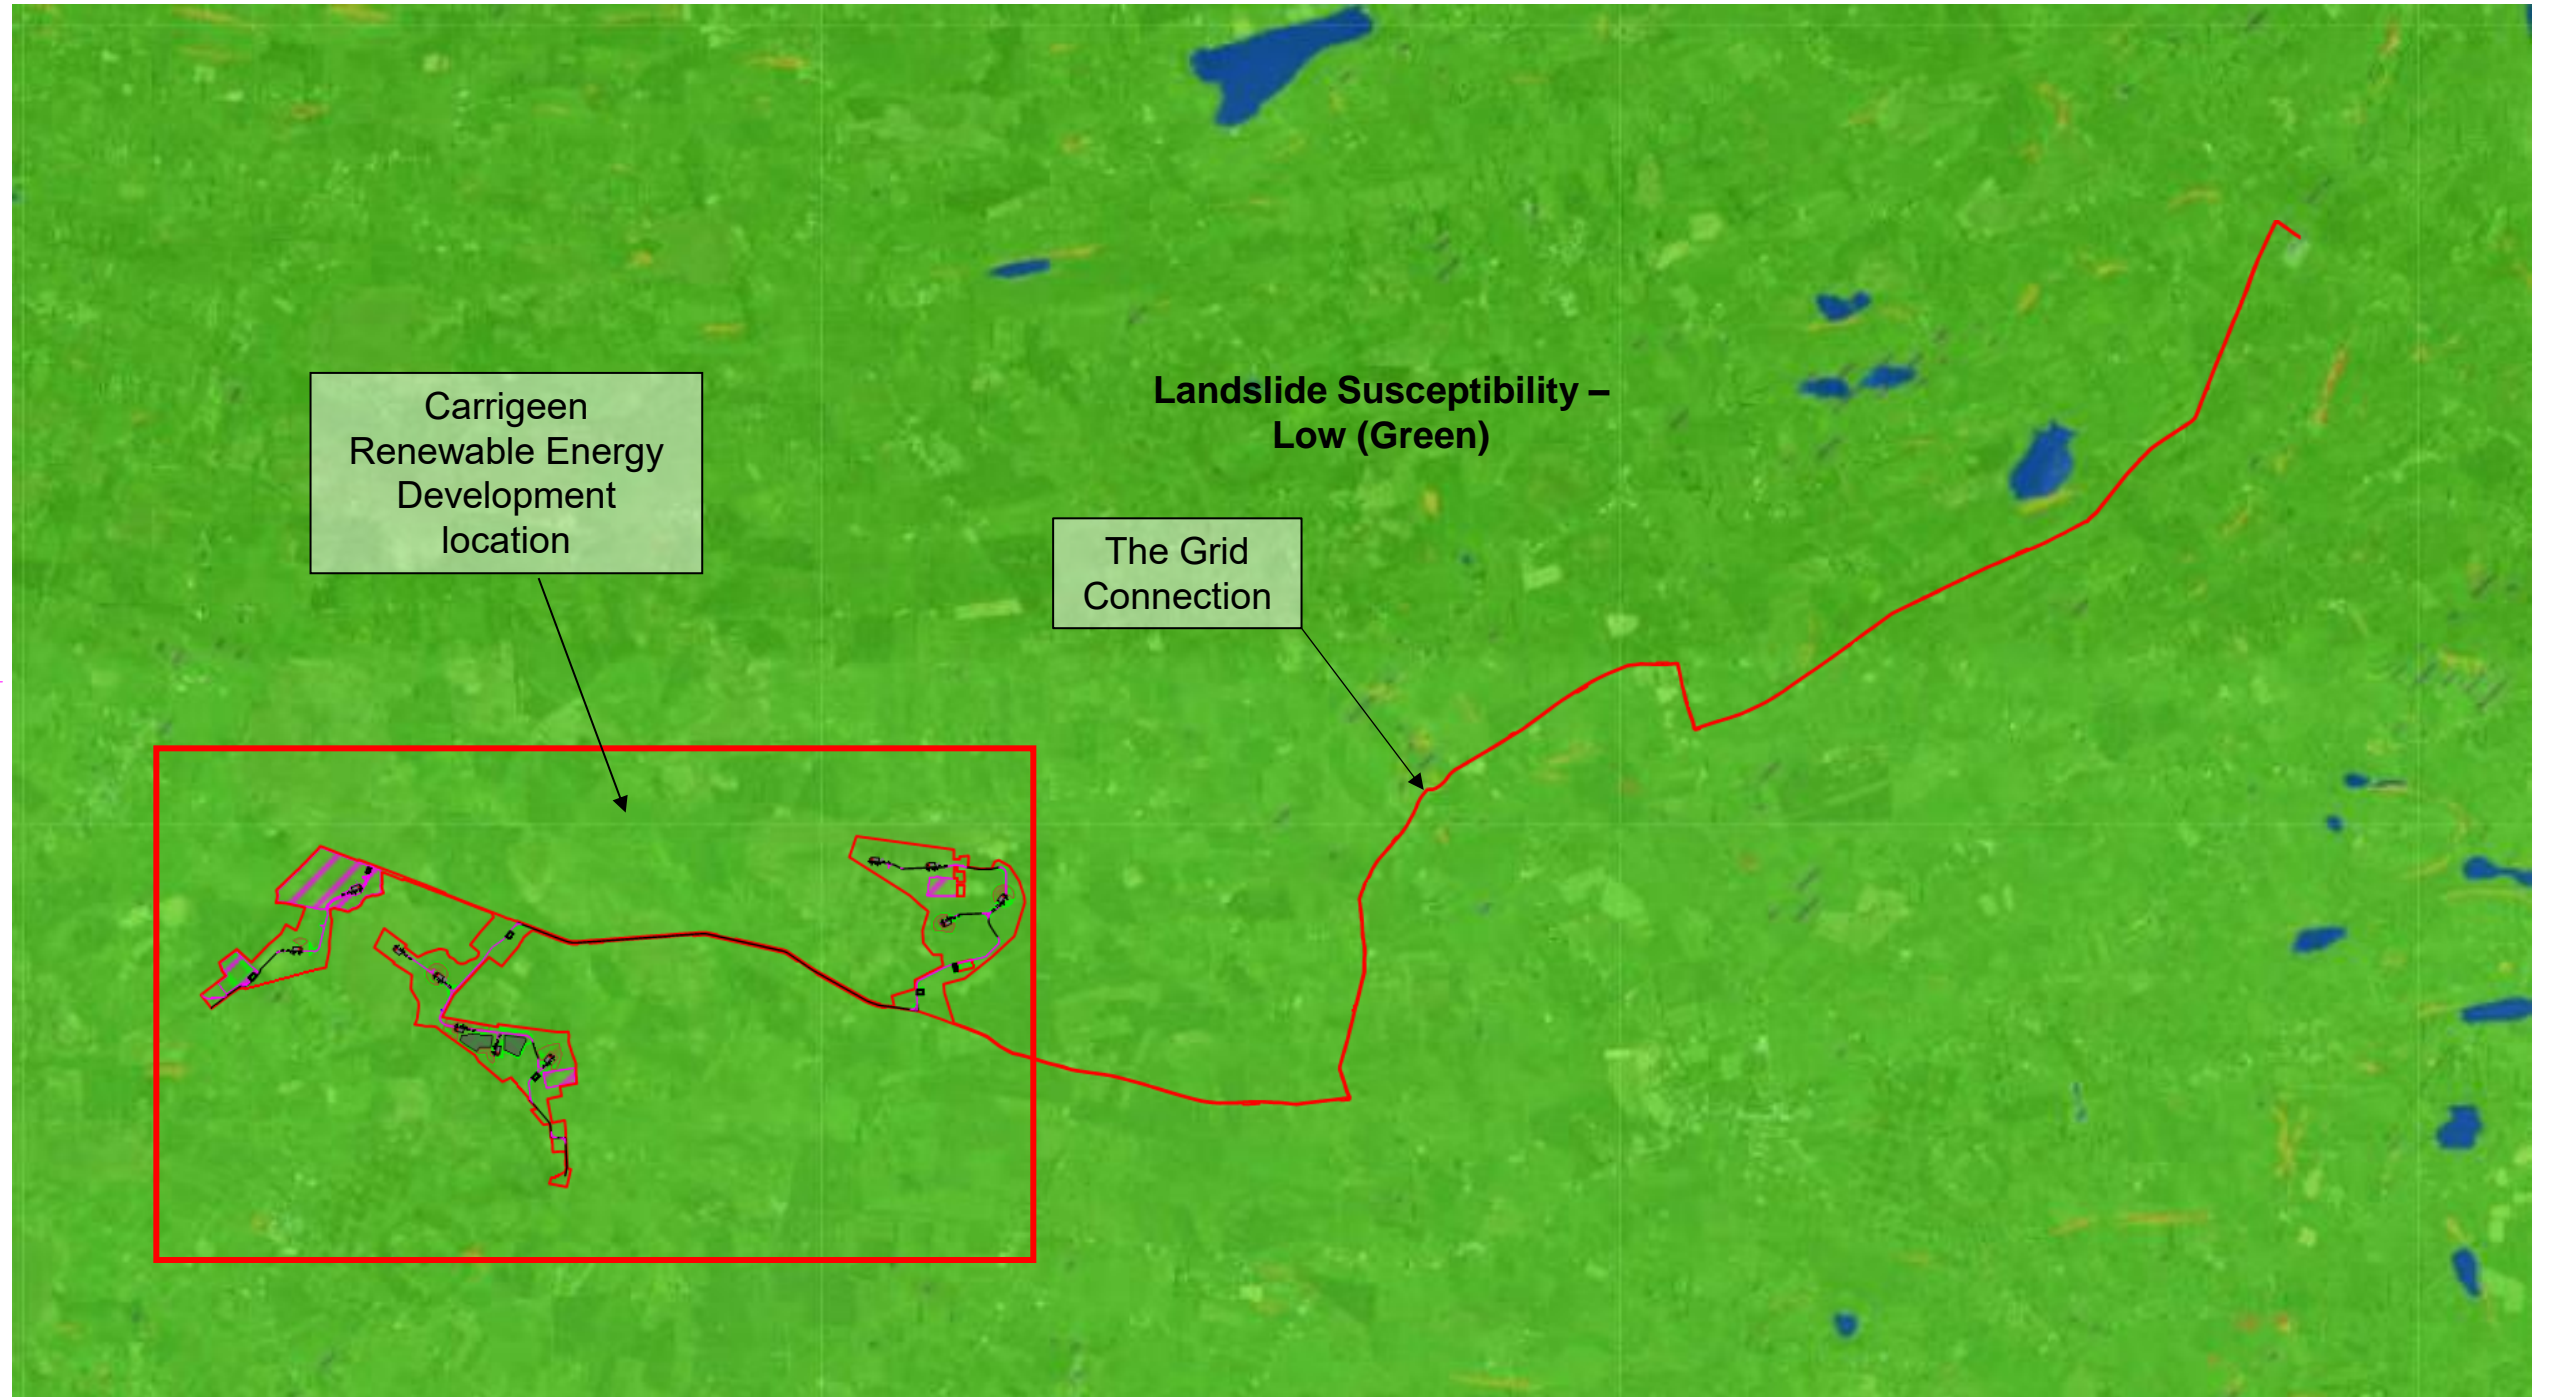 Carrigeen
Renewable Energy
Development
location
Landslide Susceptibility –
Low (Green)
The Grid
Connection